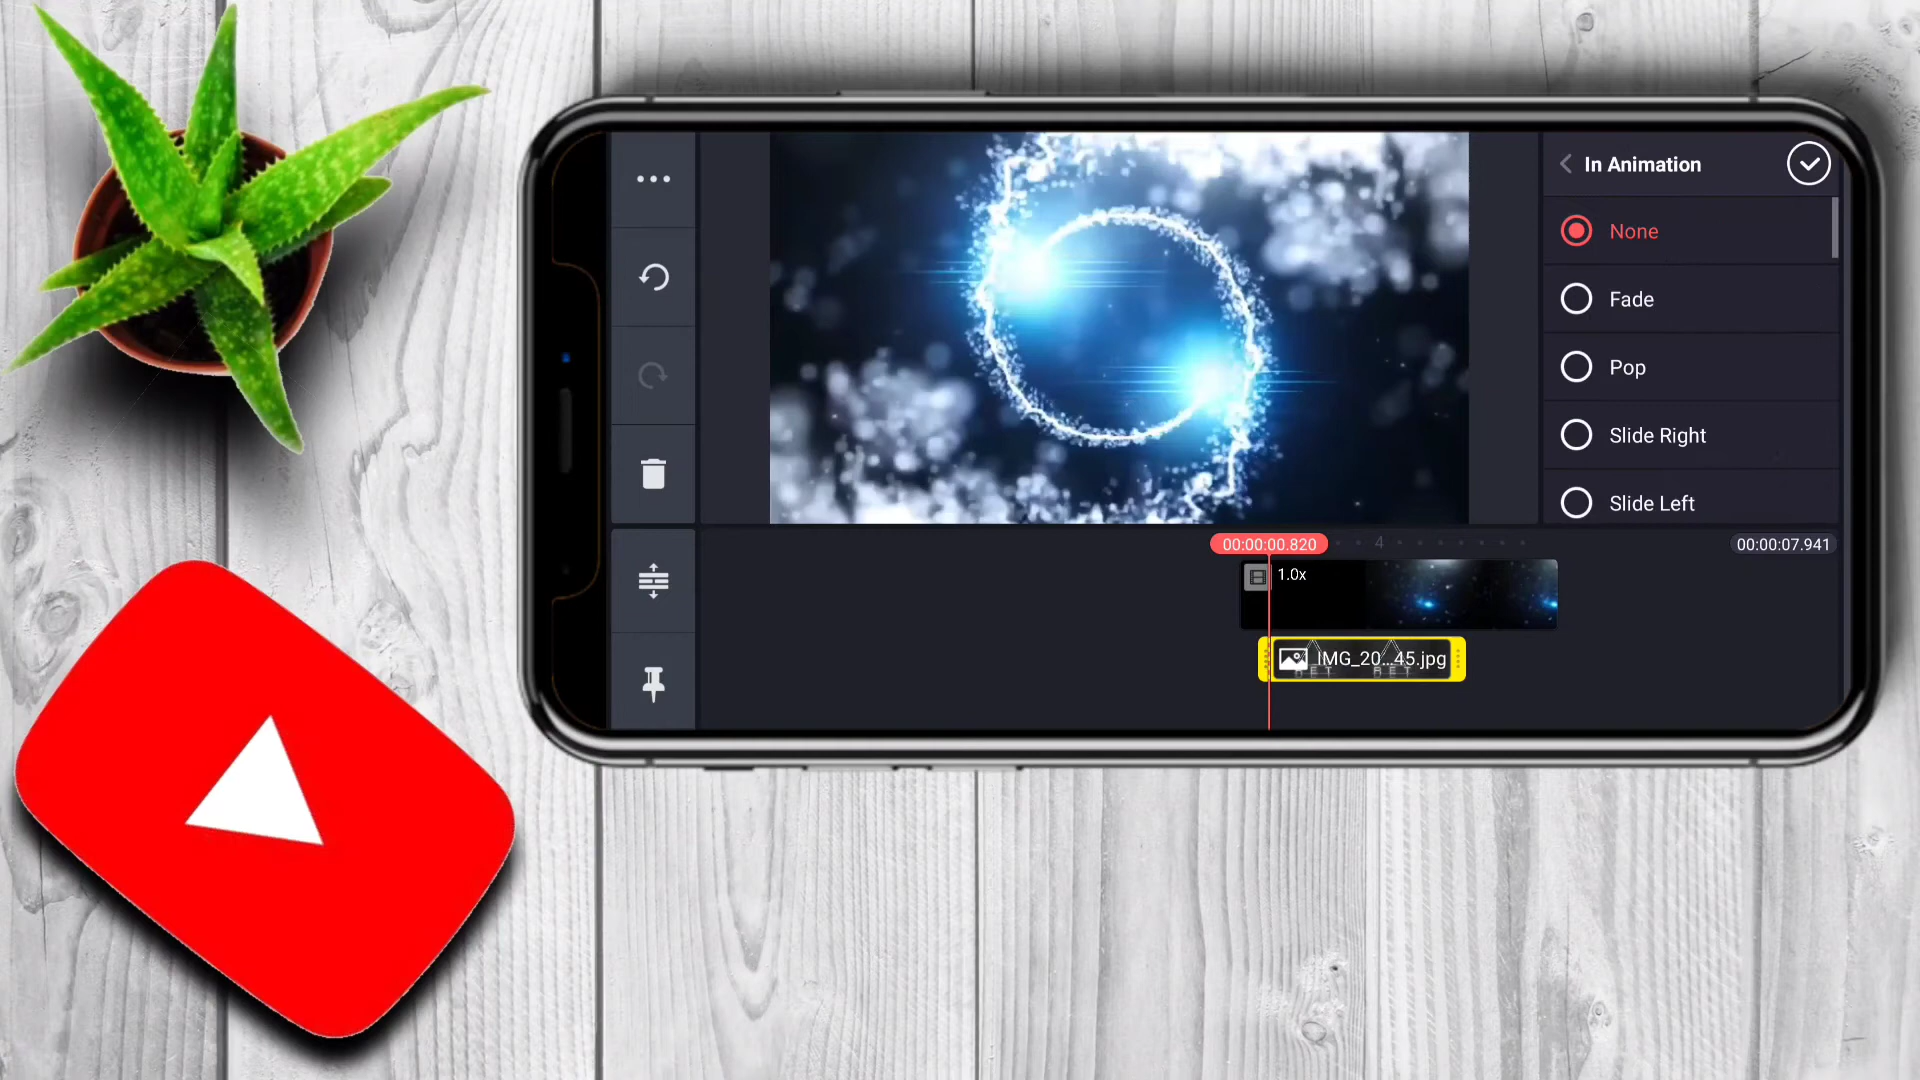 In Animation
None
Fade
Pop
Slide Right
Slide Left
00:00:00.820
4
00:00:07.941
1.0x
IMG_20...45.jpg